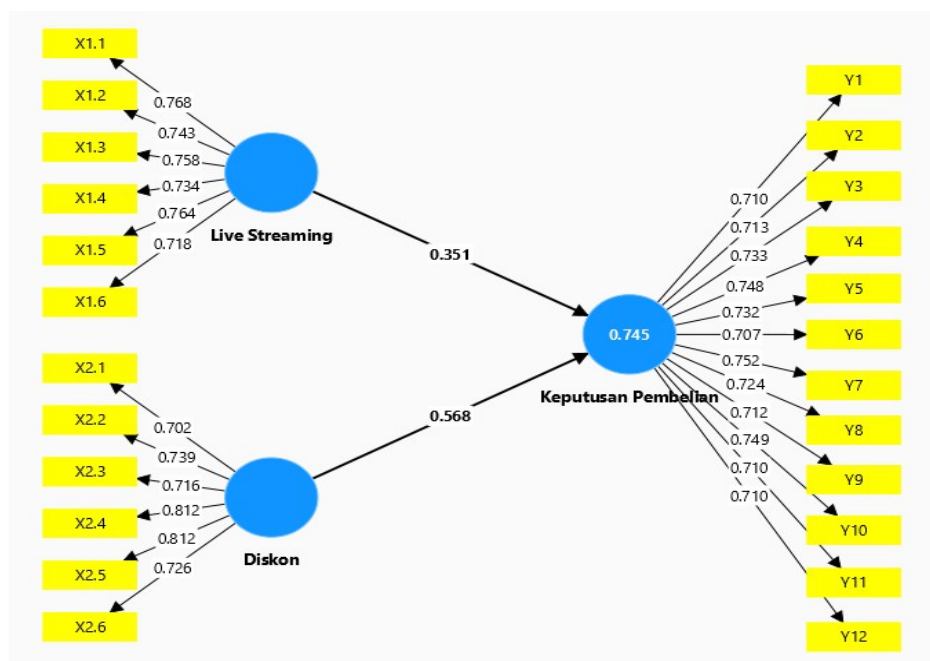 X1.1
X1.2
X1.3
X1.4
X1.5
X1.6
0.768
0.743
0.758
0.734
0.764
0.718
Live Streaming
0.351
X2.1
X2.2
X2.3
X2.4
X2.5
X2.6
0.702
0.739
0.716
0.812
0.812
0.726
Diskon
0.568
0.745
Keputusan Pembelian
0.710
0.713
0.733
0.748
0.732
0.707
0.752
0.724
0.712
0.749
0.710
0.710
Y1
Y2
Y3
Y4
Y5
Y6
Y7
Y8
Y9
Y10
Y11
Y12